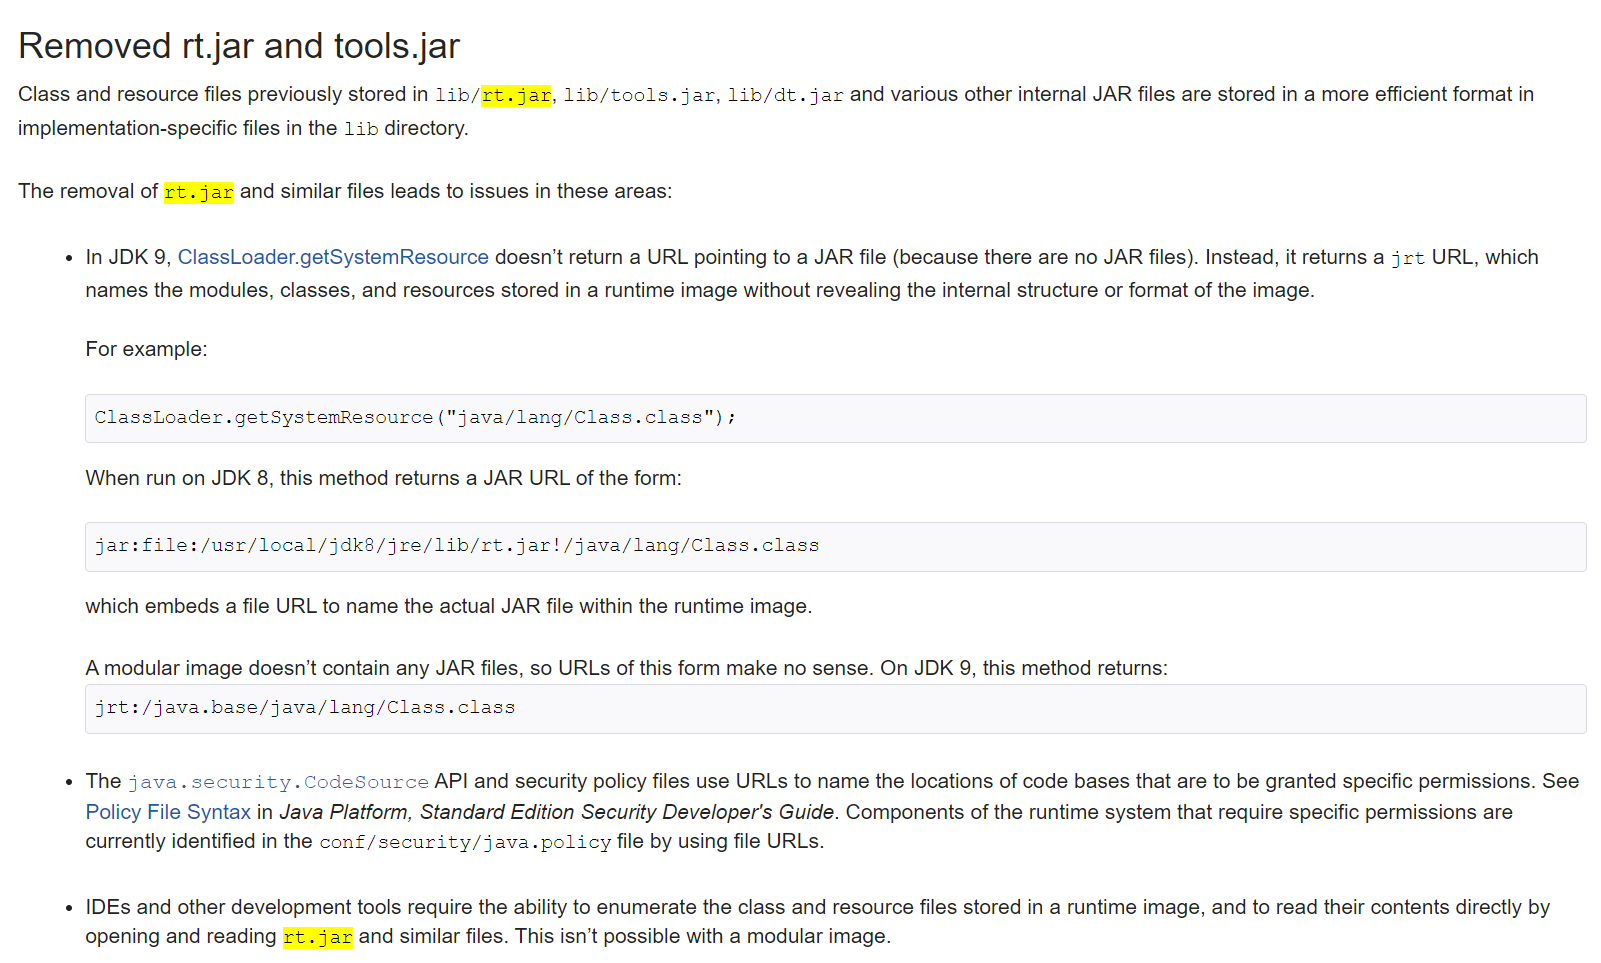 Removed rt.jar and tools.jar
Class and resource files previously stored in lib/rt.jar, lib/tools.jar, lib/dt.jar and various other internal JAR files are stored in a more efficient format in
implementation-specific files in the lib directory.
The removal of rt.jar and similar files leads to issues in these areas:
• In JDK 9, ClassLoader.getSystemResource doesn’t return a URL pointing to a JAR file (because there are no JAR files). Instead, it returns a jrt URL, which
names the modules, classes, and resources stored in a runtime image without revealing the internal structure or format of the image.
For example:
ClassLoader.getSystemResource("java/lang/Class.class");
When run on JDK 8, this method returns a JAR URL of the form:
jar:file:/usr/local/jdk8/jre/lib/rt.jar!/java/lang/Class.class
which embeds a file URL to name the actual JAR file within the runtime image.
A modular image doesn’t contain any JAR files, so URLs of this form make no sense. On JDK 9, this method returns:
jrt:/java.base/java/lang/Class.class
• The java.security.CodeSource API and security policy files use URLs to name the locations of code bases that are to be granted specific permissions. See
Policy File Syntax in Java Platform, Standard Edition Security Developer's Guide. Components of the runtime system that require specific permissions are
currently identified in the conf/security/java.policy file by using file URLs.
• IDEs and other development tools require the ability to enumerate the class and resource files stored in a runtime image, and to read their contents directly by
opening and reading rt.jar and similar files. This isn’t possible with a modular image.